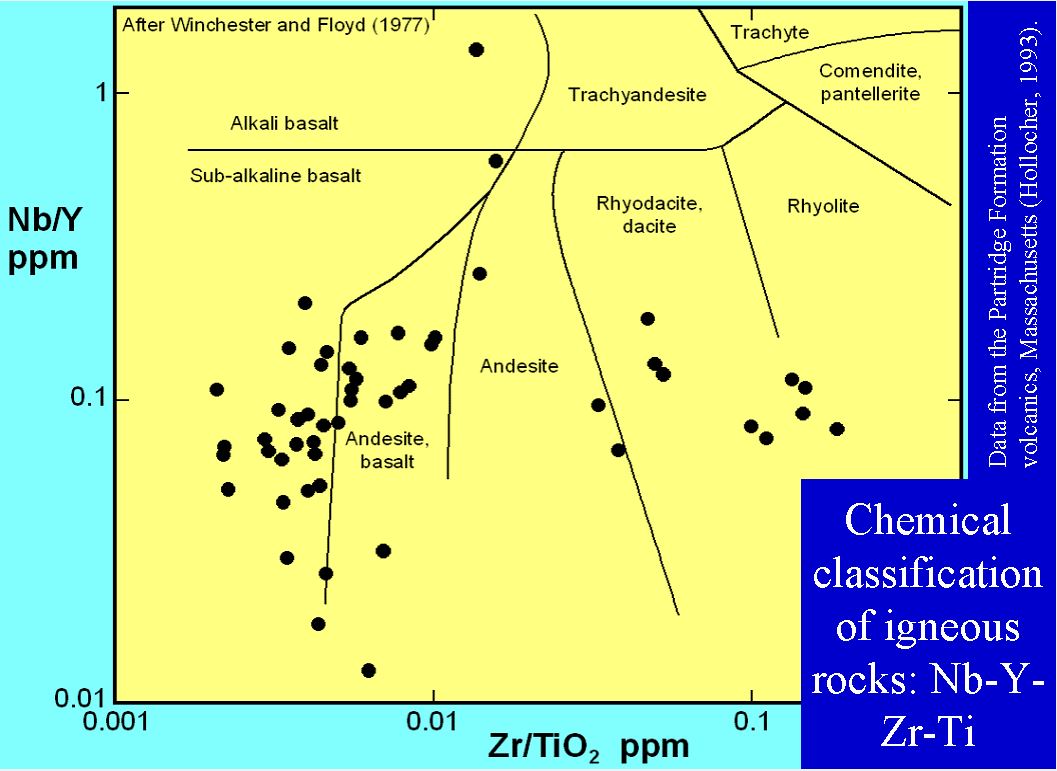 After Winchester and Floyd (1977)
Trachyte
Comendite,
pantellerite
Trachyandesite
Alkali basalt
Sub-alkaline basalt
Rhyodacite,
dacite
Rhyolite
Andesite
Andesite,
basalt
Nb/Y
ppm
1
0.1
0.01
0.001
0.01
0.1
Zr/TiO₂ ppm
Data from the Partridge Formation
volcanics, Massachusetts (Hollocher, 1993).
Chemical
classification
of igneous
rocks: Nb-Y-
Zr-Ti